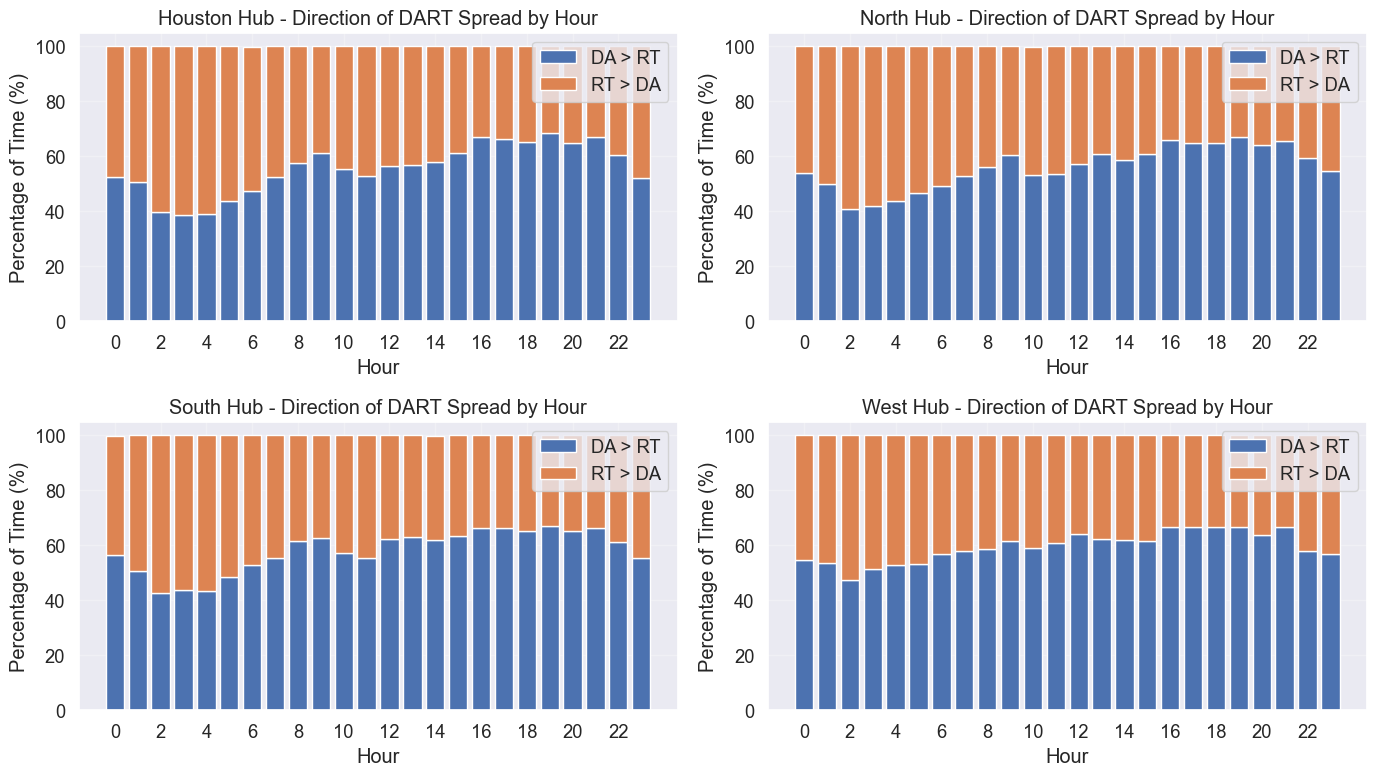 Houston Hub - Direction of DART Spread by Hour
Percentage of Time (%)
100
80
60
40
20
0
DA > RT
RT > DA
0 2 4 6 8 10 12 14 16 18 20 22
Hour
North Hub - Direction of DART Spread by Hour
Percentage of Time (%)
100
80
60
40
20
0
DA > RT
RT > DA
0 2 4 6 8 10 12 14 16 18 20 22
Hour
South Hub - Direction of DART Spread by Hour
Percentage of Time (%)
100
80
60
40
20
0
DA > RT
RT > DA
0 2 4 6 8 10 12 14 16 18 20 22
Hour
West Hub - Direction of DART Spread by Hour
Percentage of Time (%)
100
80
60
40
20
0
DA > RT
RT > DA
0 2 4 6 8 10 12 14 16 18 20 22
Hour